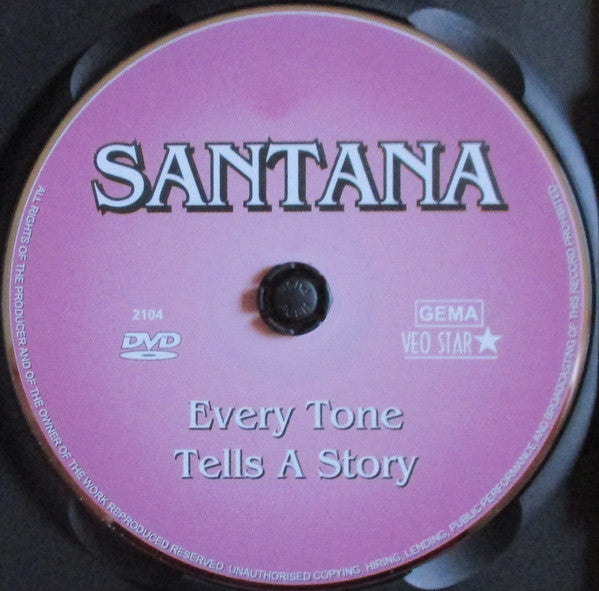 SANTANA
2104
DVD
GEMA
VEO STAR
Every Tone
Tells A Story
ALL RIGHTS OF THE PRODUCER AND OF THE OWNER OF THE WORK REPRODUCED RESERVED. UNAUTHORISED COPYING, HIRING, LENDING, PUBLIC PERFORMANCE AND BROADCASTING OF THIS RECORD PROHIBITED.